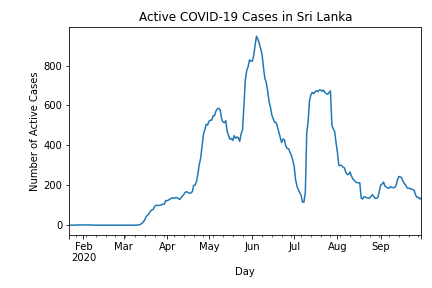 Active COVID-19 Cases in Sri Lanka
Number of Active Cases
800
600
400
200
0
Feb Mar Apr May Jun Jul Aug Sep
2020
Day